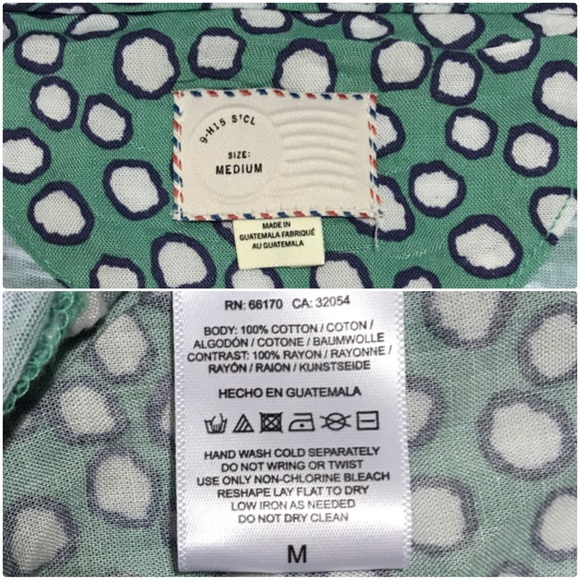 9-H15 STCL
SIZE:
MEDIUM
MADE IN
GUATEMALA FABRIQUÉ
AU GUATEMALA
RN: 66170 CA: 32054
BODY: 100% COTTON / COTON /
ALGODÓN / COTONE / BAUMWOLLE
CONTRAST: 100% RAYON / RAYONNE /
RAYÓN / RAION / KUNSTSEIDE
HECHO EN GUATEMALA
HAND WASH COLD SEPARATELY
DO NOT WRING OR TWIST
USE ONLY NON-CHLORINE BLEACH
RESHAPE LAY FLAT TO DRY
LOW IRON AS NEEDED
DO NOT DRY CLEAN
M